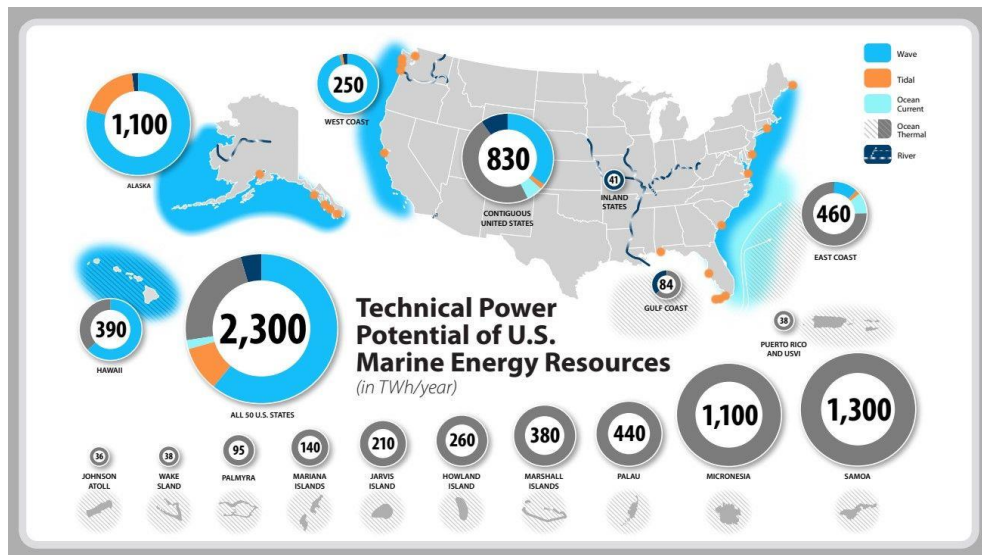 1,100
ALASKA
250
WEST COAST
830
CONTIGUOUS
UNITED STATES
41
INLAND
STATES
Wave
Tidal
Ocean
Current
Ocean
Thermal
River
460
EAST COAST
84
GULF COAST
390
HAWAII
2,300
ALL 50 U.S. STATES
Technical Power
Potential of U.S.
Marine Energy Resources
(in TWh/year)
38
PUERTO RICO
AND USVI
36
JOHNSON
ATOLL
38
WAKE
SLAND
95
PALMYRA
140
MARIANA
ISLANDS
210
JARVIS
ISLAND
260
HOWLAND
ISLAND
380
MARSHALL
ISLANDS
440
PALAU
1,100
MICRONESIA
1,300
SAMOA